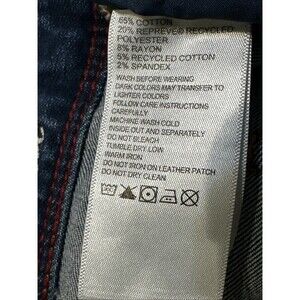 65% COTTON
20% REPREVE® RECYCLED
POLYESTER
8% RAYON
5% RECYCLED COTTON
2% SPANDEX
WASH BEFORE WEARING
DARK COLORS MAY TRANSFER TO
LIGHTER COLORS
FOLLOW CARE INSTRUCTIONS
CAREFULLY
MACHINE WASH COLD
INSIDE OUT AND SEPARATELY
DO NOT BLEACH
TUMBLE DRY LOW
WARM IRON
DO NOT IRON ON LEATHER PATCH
DO NOT DRY CLEAN